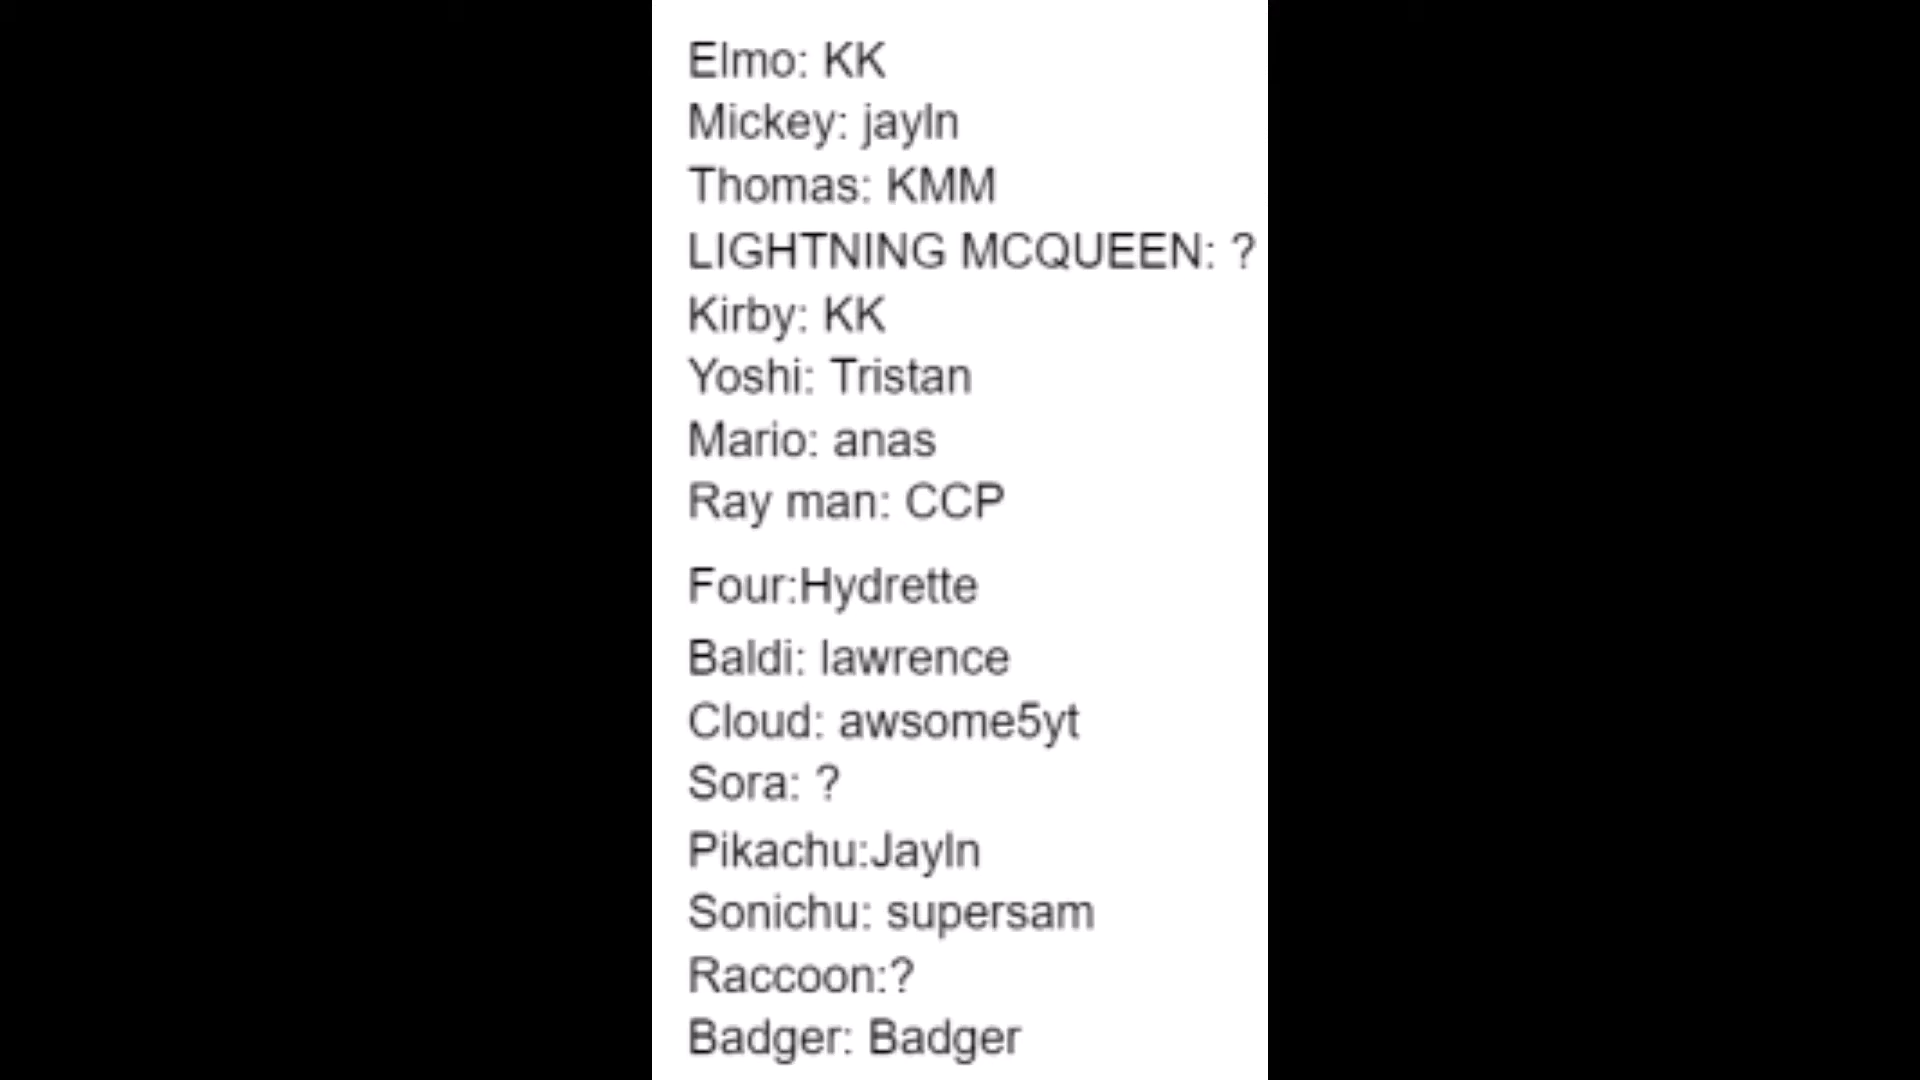 Elmo: KK
Mickey: jayln
Thomas: KMM
LIGHTNING MCQUEEN: ?
Kirby: KK
Yoshi: Tristan
Mario: anas
Ray man: CCP
Four:Hydrette
Baldi: lawrence
Cloud: awsome5yt
Sora: ?
Pikachu:Jayln
Sonichu: supersam
Raccoon:?
Badger: Badger